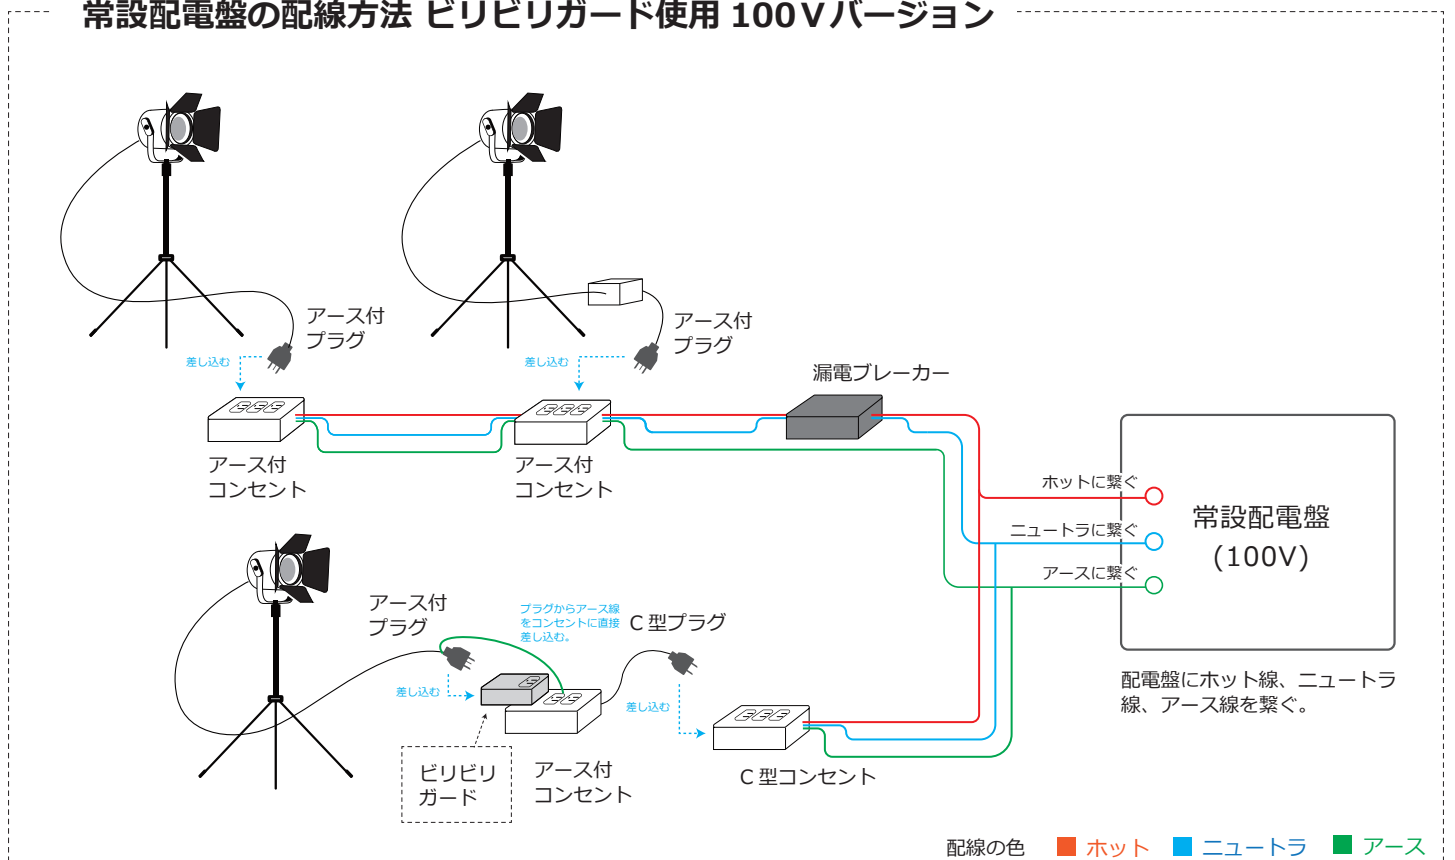 常設配電盤の配線方法 ビリビリガード使用 100Ｖバージョン
アース付
プラグ
差し込む
アース付
プラグ
差し込む
漏電ブレーカー
アース付
コンセント
アース付
コンセント
ホットに繋ぐ
ニュートラに繋ぐ
アースに繋ぐ
常設配電盤
(100V)
配電盤にホット線、ニュートラ
線、アース線を繋ぐ。
アース付
プラグ
プラグからアース線
をコンセントに直接
差し込む。
Ｃ型プラグ
差し込む
差し込む
ビリビリ
ガード
アース付
コンセント
Ｃ型コンセント
配線の色 ホット ニュートラ アース